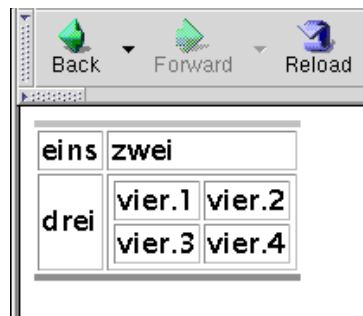 Back Forward Reload
eins zwei
drei
vier.1 vier.2
vier.3 vier.4